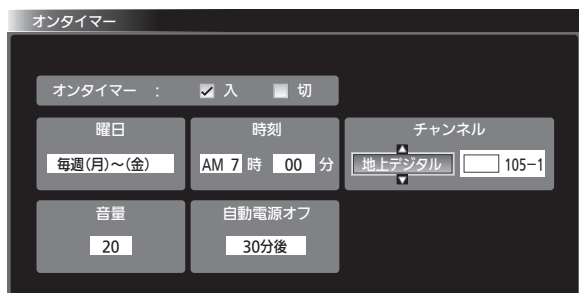 オンタイマー
オンタイマー : 入 切
曜日 時刻 チャンネル
毎週(月)～(金) AM 7 時 00 分 地上デジタル 105-1
音量 自動電源オフ
20 30分後